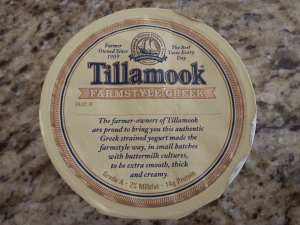 Farmer
Owned Since
1909
The Best
Taste Every
Day
Tillamook
FARMSTYLE GREEK
The farmer-owners of Tillamook
are proud to bring you this authentic
Greek strained yogurt made the
farmstyle way, in small batches
with buttermilk cultures,
to be extra smooth, thick
and creamy.
Grade A • 2% Milkfat • 14g Protein